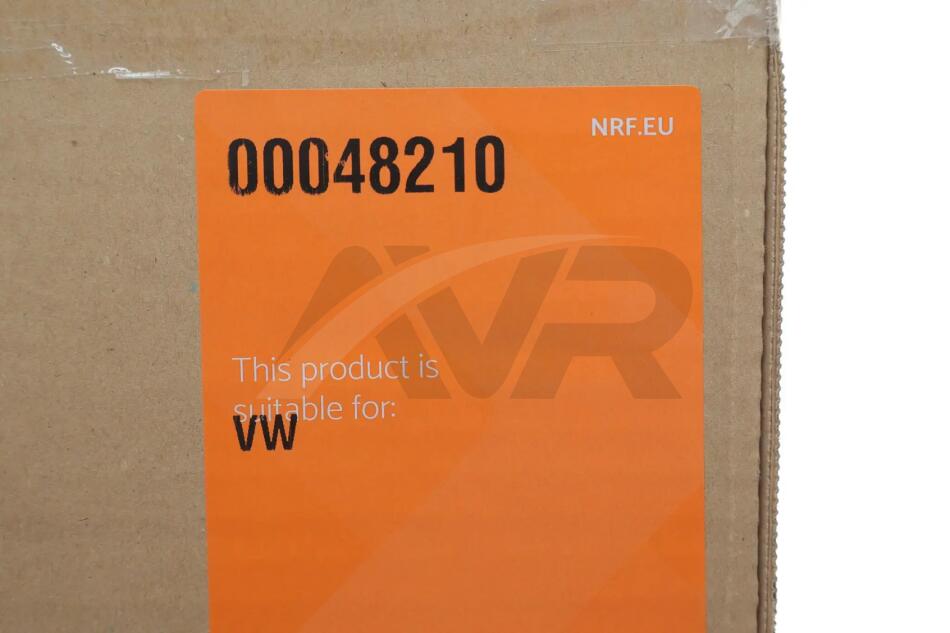 NRF.EU
00048210
AVR
This product is
suitable for:
VW